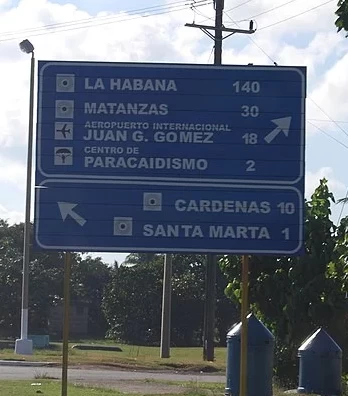 LA HABANA 140
MATANZAS 30
AEROPUERTO INTERNACIONAL
JUAN G. GOMEZ 18
CENTRO DE
PARACAIDISMO 2
CARDENAS 10
SANTA MARTA 1